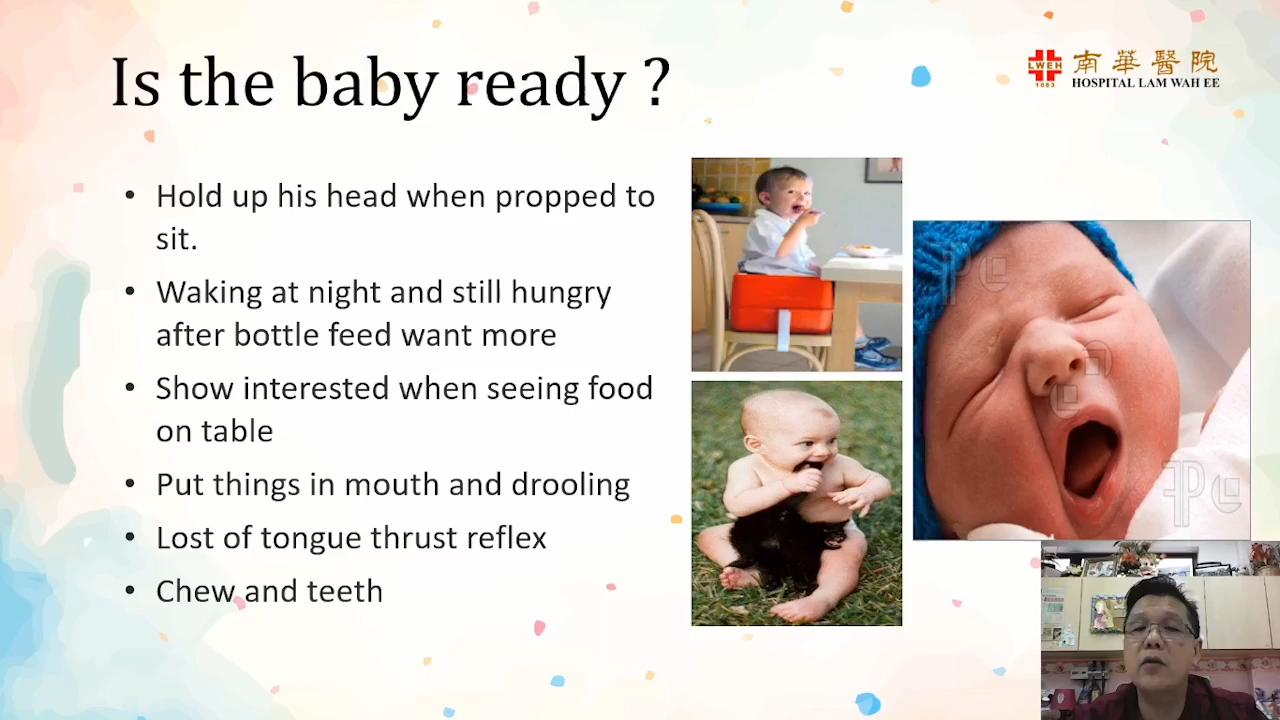 Is the baby ready ?
LWEH
1883
南華醫院
HOSPITAL LAM WAH EE
• Hold up his head when propped to
sit.
• Waking at night and still hungry
after bottle feed want more
• Show interested when seeing food
on table
• Put things in mouth and drooling
• Lost of tongue thrust reflex
• Chew and teeth